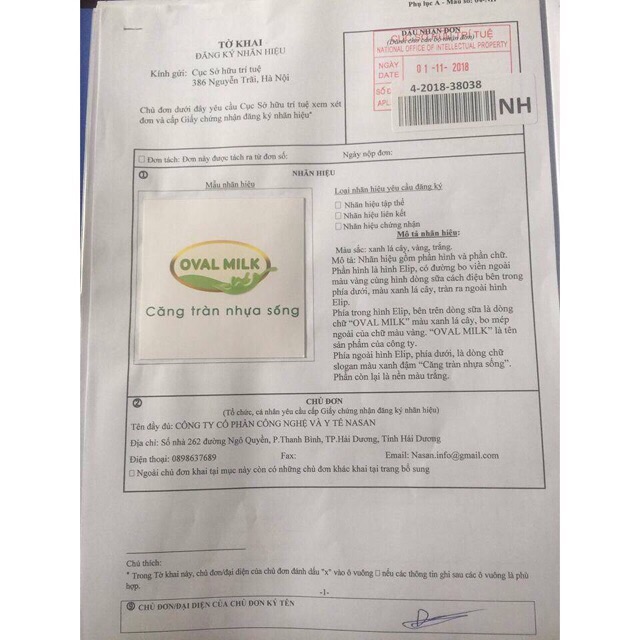 Phụ lục A - Mẫu số:
TỜ KHAI
ĐĂNG KÝ NHÃN HIỆU
Kính gửi: Cục Sở hữu trí tuệ
386 Nguyễn Trãi, Hà Nội
Chủ đơn dưới đây yêu cầu Cục Sở hữu trí tuệ xem xét
đơn và cấp Giấy chứng nhận đăng ký nhãn hiệu*
DẤU NHẬN ĐƠN
(Dành cho cán bộ nhận đơn)
CỤC SỞ HỮU TRÍ TUỆ
NATIONAL OFFICE OF INTELLECTUAL PROPERTY
NGÀY
DATE
01 -11- 2018
SỐ
APL
4-2018-38038
NH
Đơn tách: Đơn này được tách ra từ đơn số: Ngày nộp đơn:
① NHÃN HIỆU
Mẫu nhãn hiệu
OVAL MILK
Căng tràn nhựa sống
Loại nhãn hiệu yêu cầu đăng ký
Nhãn hiệu tập thể
Nhãn hiệu liên kết
Nhãn hiệu chứng nhận
Mô tả nhãn hiệu:
Màu sắc: xanh lá cây, vàng, trắng.
Mô tả: Nhãn hiệu gồm phần hình và phần chữ.
Phần hình là hình Elip, có đường bo viền ngoài
màu vàng cùng hình dòng sữa cách điệu bên trong
phía dưới, màu xanh lá cây, tràn ra ngoài hình
Elip.
Phía trong hình Elip, bên trên dòng sữa là dòng
chữ “OVAL MILK” màu xanh lá cây, bo mép
ngoài của chữ màu vàng. “OVAL MILK” là tên
sản phẩm của công ty.
Phía ngoài hình Elip, phía dưới, là dòng chữ
slogan màu xanh đậm “Căng tràn nhựa sống”.
Phần còn lại là nền màu trắng.
② CHỦ ĐƠN
(Tổ chức, cá nhân yêu cầu cấp Giấy chứng nhận đăng ký nhãn hiệu)
Tên đầy đủ: CÔNG TY CỔ PHẦN CÔNG NGHỆ VÀ Y TẾ NASAN
Địa chỉ: Số nhà 262 đường Ngô Quyền, P.Thanh Bình, TP.Hải Dương, Tỉnh Hải Dương
Điện thoại: 0898637689 Fax: Email: Nasan.info@gmail.com
Ngoài chủ đơn khai tại mục này còn có những chủ đơn khác khai tại trang bổ sung
Chú thích:
* Trong Tờ khai này, chủ đơn/đại diện của chủ đơn đánh dấu "x" vào ô vuông □ nếu các thông tin ghi sau các ô vuông là phù
hợp.
-1-
CHỦ ĐƠN/ĐẠI DIỆN CỦA CHỦ ĐƠN KÝ TÊN